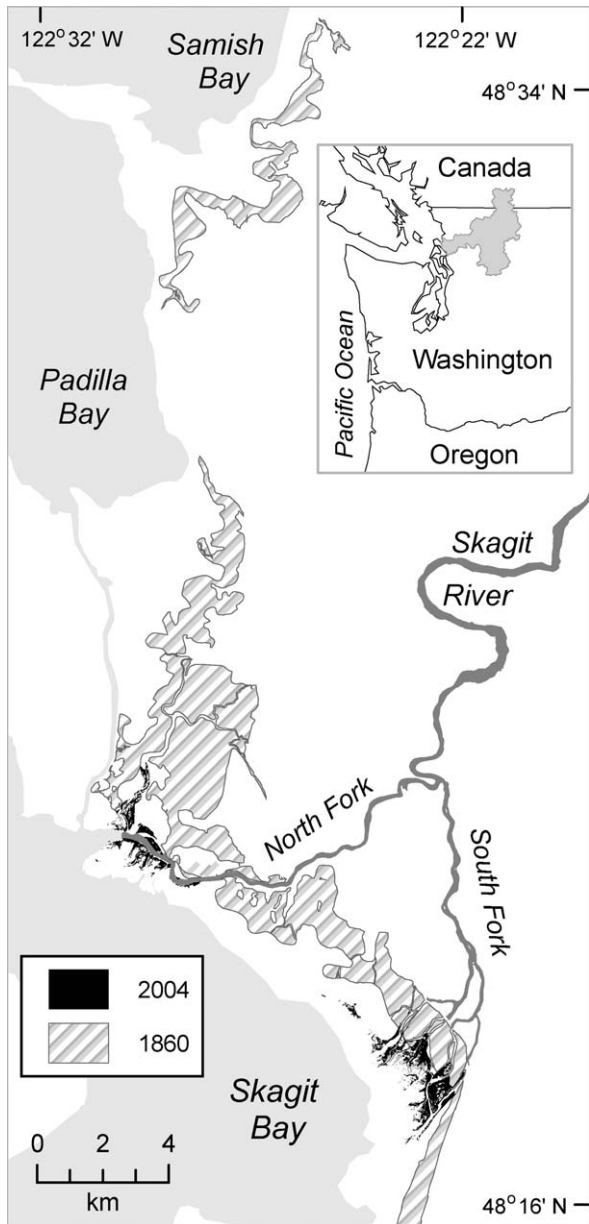 122° 32' W
122° 22' W
Samish
Bay
48° 34' N
Canada
Pacific Ocean
Washington
Oregon
Padilla
Bay
Skagit
River
North Fork
South Fork
2004
1860
Skagit
Bay
0 2 4
km
48° 16' N